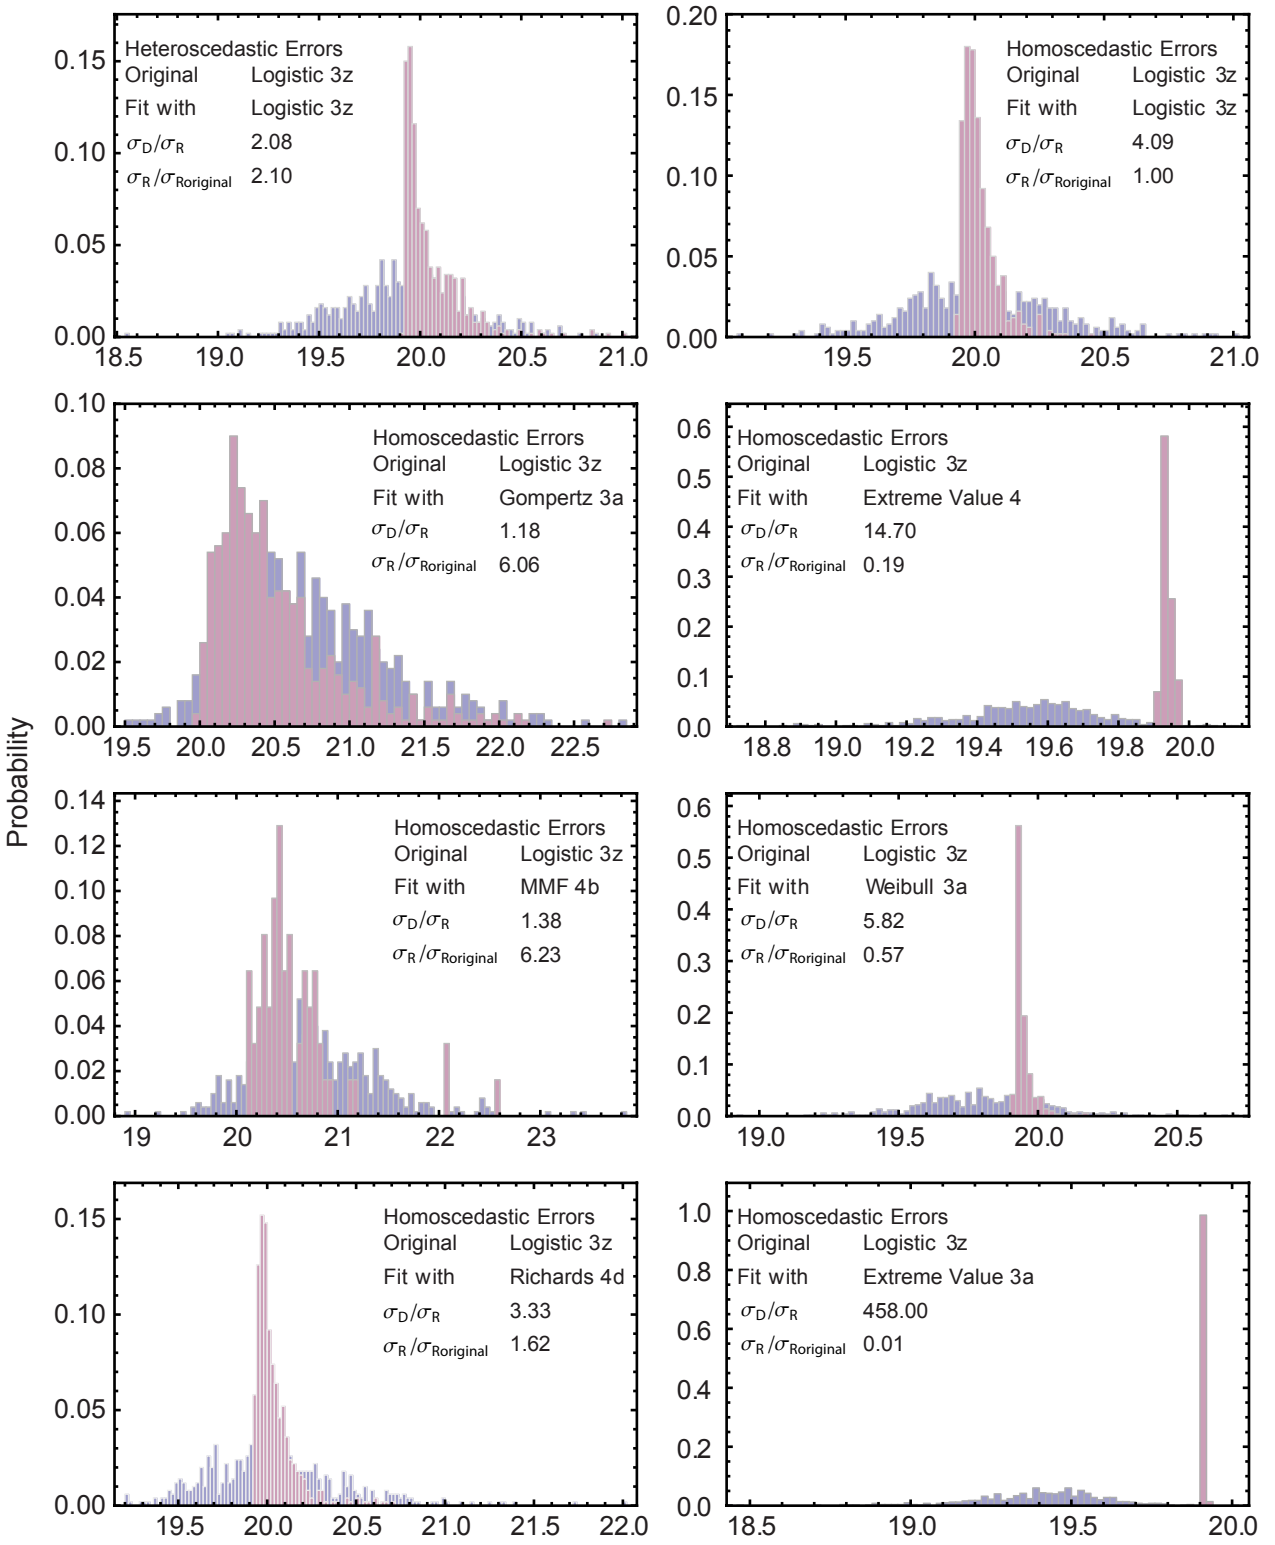 Probability
0.15
0.10
0.05
0.00
Heteroscedastic Errors
Original Logistic 3z
Fit with Logistic 3z
σD/σR 2.08
σR/σRoriginal 2.10
18.5 19.0 19.5 20.0 20.5 21.0
0.20
0.15
0.10
0.05
0.00
Homoscedastic Errors
Original Logistic 3z
Fit with Logistic 3z
σD/σR 4.09
σR/σRoriginal 1.00
19.5 20.0 20.5 21.0
0.10
0.08
0.06
0.04
0.02
0.00
Homoscedastic Errors
Original Logistic 3z
Fit with Gompertz 3a
σD/σR 1.18
σR/σRoriginal 6.06
19.5 20.0 20.5 21.0 21.5 22.0 22.5
0.6
0.5
0.4
0.3
0.2
0.1
0.0
Homoscedastic Errors
Original Logistic 3z
Fit with Extreme Value 4
σD/σR 14.70
σR/σRoriginal 0.19
18.8 19.0 19.2 19.4 19.6 19.8 20.0
0.14
0.12
0.10
0.08
0.06
0.04
0.02
0.00
Homoscedastic Errors
Original Logistic 3z
Fit with MMF 4b
σD/σR 1.38
σR/σRoriginal 6.23
19 20 21 22 23
0.6
0.5
0.4
0.3
0.2
0.1
0.0
Homoscedastic Errors
Original Logistic 3z
Fit with Weibull 3a
σD/σR 5.82
σR/σRoriginal 0.57
19.0 19.5 20.0 20.5
0.15
0.10
0.05
0.00
Homoscedastic Errors
Original Logistic 3z
Fit with Richards 4d
σD/σR 3.33
σR/σRoriginal 1.62
19.5 20.0 20.5 21.0 21.5 22.0
1.0
0.8
0.6
0.4
0.2
0.0
Homoscedastic Errors
Original Logistic 3z
Fit with Extreme Value 3a
σD/σR 458.00
σR/σRoriginal 0.01
18.5 19.0 19.5 20.0